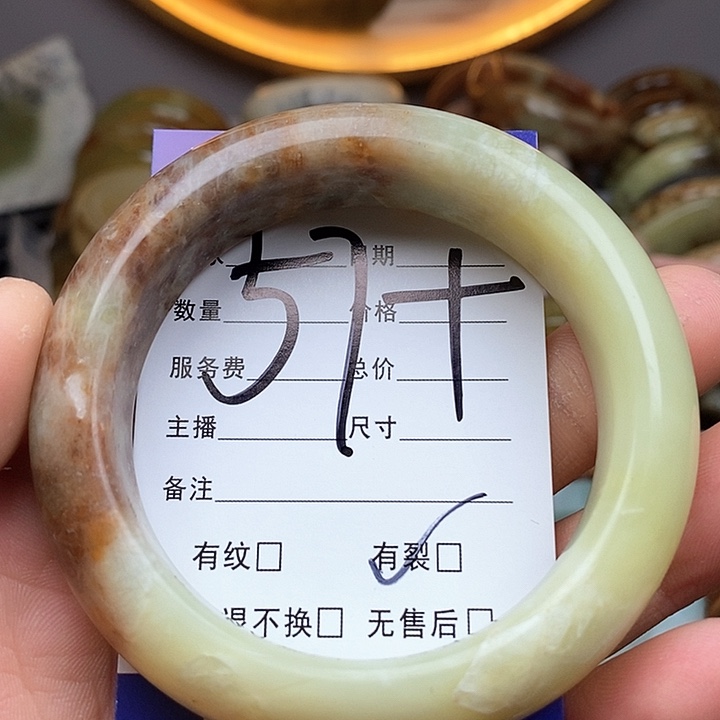 57+
期
数量 价格
服务费 总价
主播 尺寸
备注
有纹□ 有裂□ ✓
退不换□ 无售后□